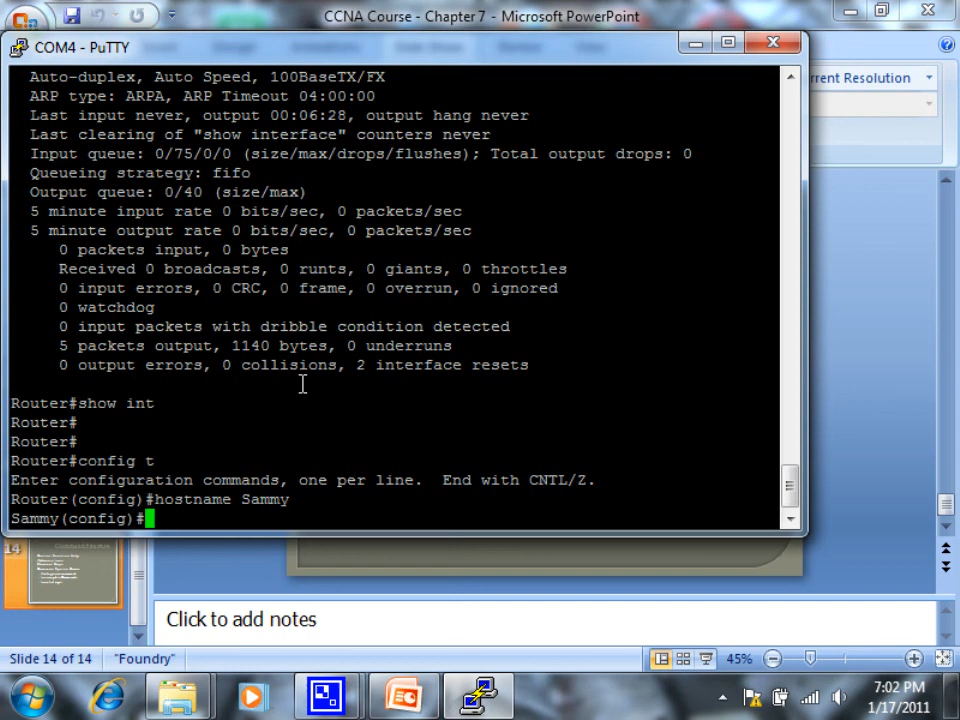 CCNA Course - Chapter 7 - Microsoft PowerPoint
COM4 - PuTTY
rrent Resolution
Auto-duplex, Auto Speed, 100BaseTX/FX
ARP type: ARPA, ARP Timeout 04:00:00
Last input never, output 00:06:28, output hang never
Last clearing of "show interface" counters never
Input queue: 0/75/0/0 (size/max/drops/flushes); Total output drops: 0
Queueing strategy: fifo
Output queue: 0/40 (size/max)
5 minute input rate 0 bits/sec, 0 packets/sec
5 minute output rate 0 bits/sec, 0 packets/sec
0 packets input, 0 bytes
Received 0 broadcasts, 0 runts, 0 giants, 0 throttles
0 input errors, 0 CRC, 0 frame, 0 overrun, 0 ignored
0 watchdog
0 input packets with dribble condition detected
5 packets output, 1140 bytes, 0 underruns
0 output errors, 0 collisions, 2 interface resets
Router#show int
Router#
Router#
Router#config t
Enter configuration commands, one per line.  End with CNTL/Z.
Router(config)#hostname Sammy
Sammy(config)#
14
Click to add notes
Slide 14 of 14
"Foundry"
45%
7:02 PM
1/17/2011